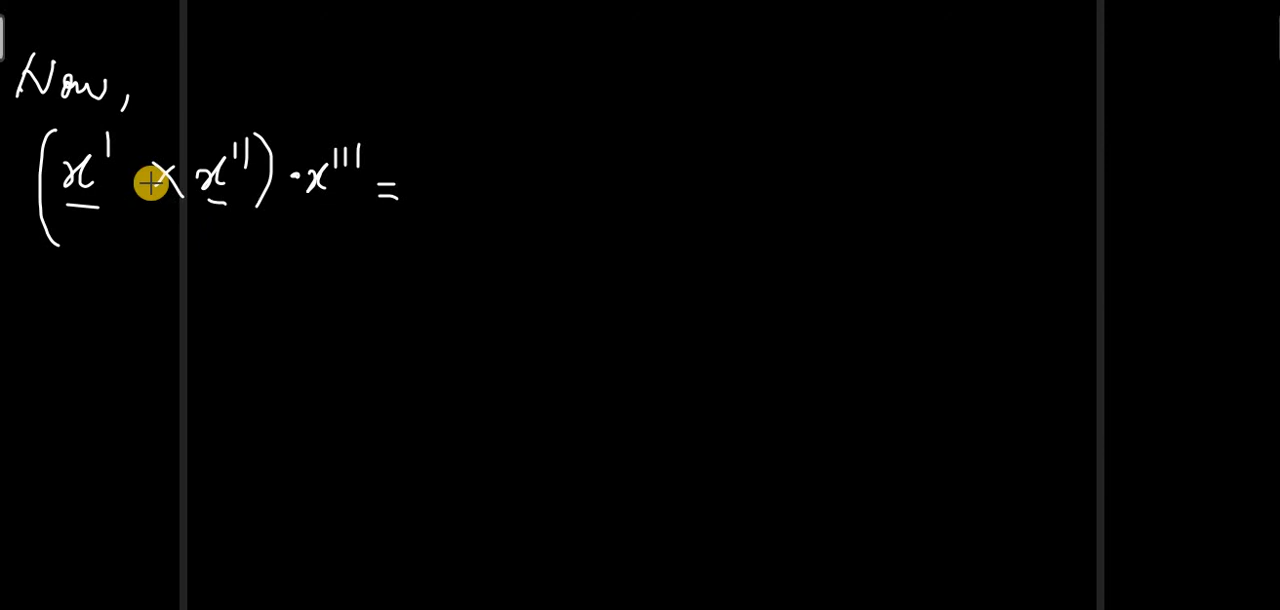 Now,
(x' × x'') · x''' =